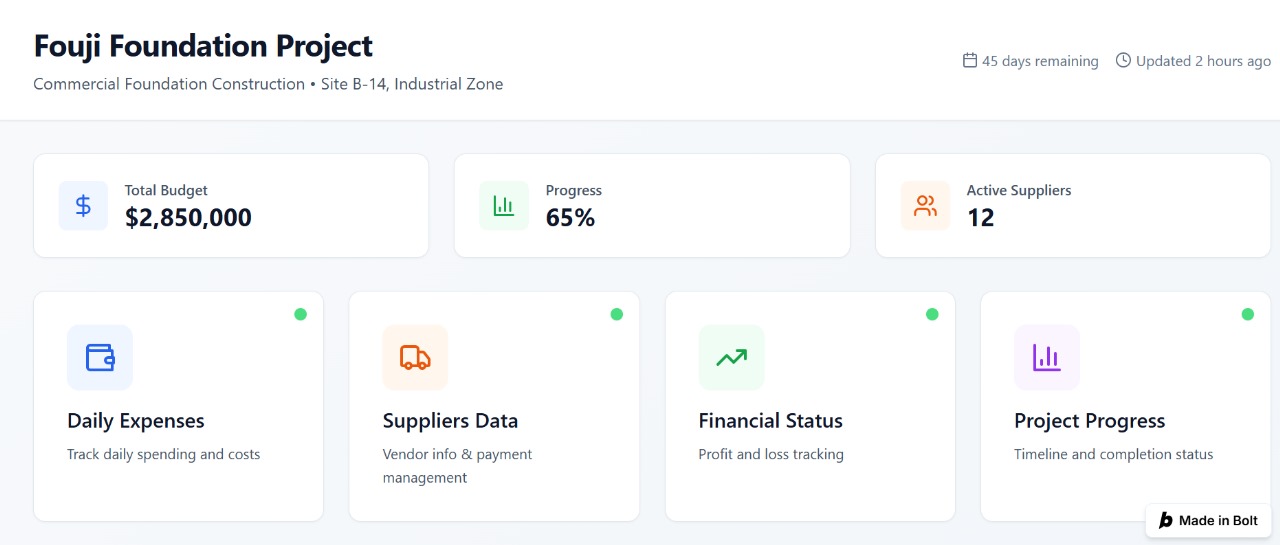 Fouji Foundation Project
Commercial Foundation Construction • Site B-14, Industrial Zone
45 days remaining
Updated 2 hours ago
Total Budget
$2,850,000
Progress
65%
Active Suppliers
12
Daily Expenses
Track daily spending and costs
Suppliers Data
Vendor info & payment
management
Financial Status
Profit and loss tracking
Project Progress
Timeline and completion status
b Made in Bolt